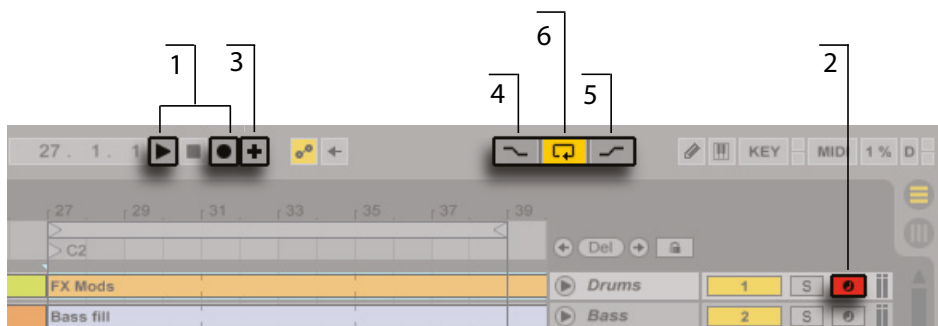 6
1 3 2
4 5
27. 1. 1 KEY MIDI 1 % D
27 29 31 33 35 37 39
C2 Del
FX Mods Drums 1 S
Bass fill Bass 2 S